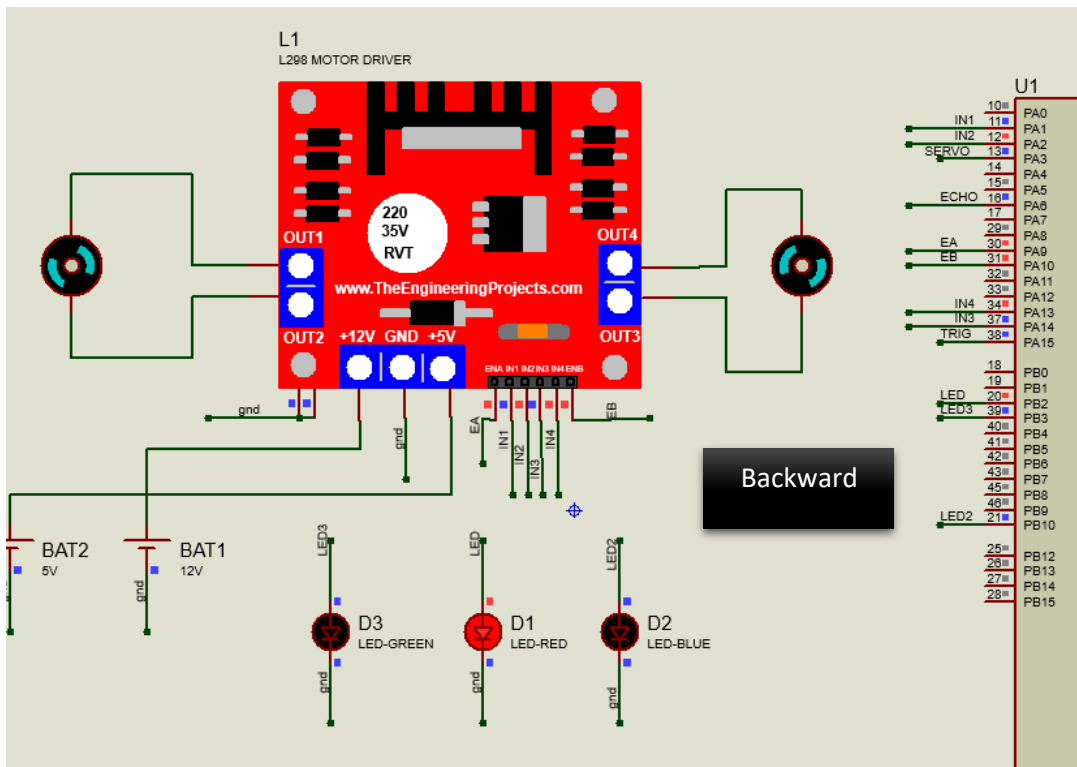 L1
L298 MOTOR DRIVER
220
35V
RVT
OUT1
OUT4
www.TheEngineeringProjects.com
OUT2
+12V GND +5V
OUT3
ENA IN1 IN2 IN3 IN4 ENB
gnd
gnd
EA
IN1
IN2
IN3
IN4
EB
Backward
BAT2
5V
gnd
BAT1
12V
gnd
LED3
D3
LED-GREEN
gnd
LED
D1
LED-RED
gnd
LED2
D2
LED-BLUE
gnd
U1
10 PA0
IN1 11 PA1
IN2 12 PA2
SERVO 13 PA3
14 PA4
15 PA5
ECHO 16 PA6
17 PA7
29 PA8
EA 30 PA9
EB 31 PA10
32 PA11
33 PA12
IN4 34 PA13
IN3 37 PA14
TRIG 38 PA15
18 PB0
19 PB1
LED 20 PB2
LED3 39 PB3
40 PB4
41 PB5
42 PB6
43 PB7
45 PB8
46 PB9
LED2 21 PB10
25 PB12
26 PB13
27 PB14
28 PB15